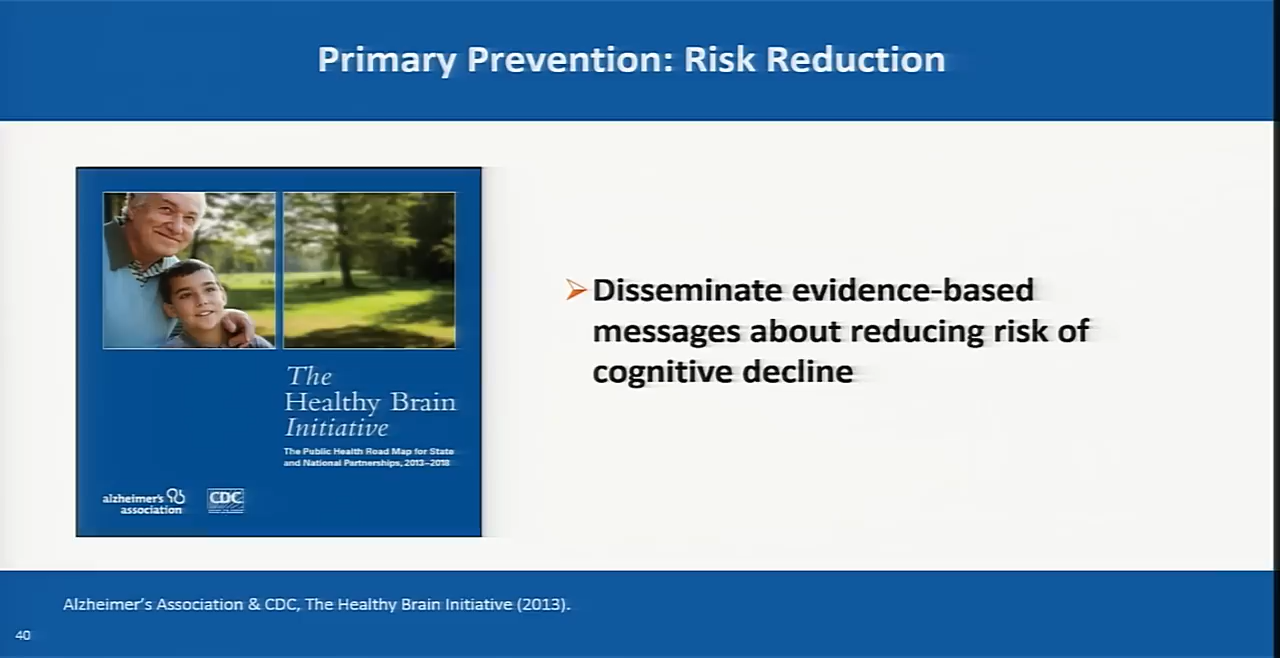 Primary Prevention: Risk Reduction
The
Healthy Brain
Initiative
The Public Health Road Map for State
and National Partnerships, 2013–2018
alzheimer's
association
CDC
➢Disseminate evidence-based
messages about reducing risk of
cognitive decline
Alzheimer's Association & CDC, The Healthy Brain Initiative (2013).
40